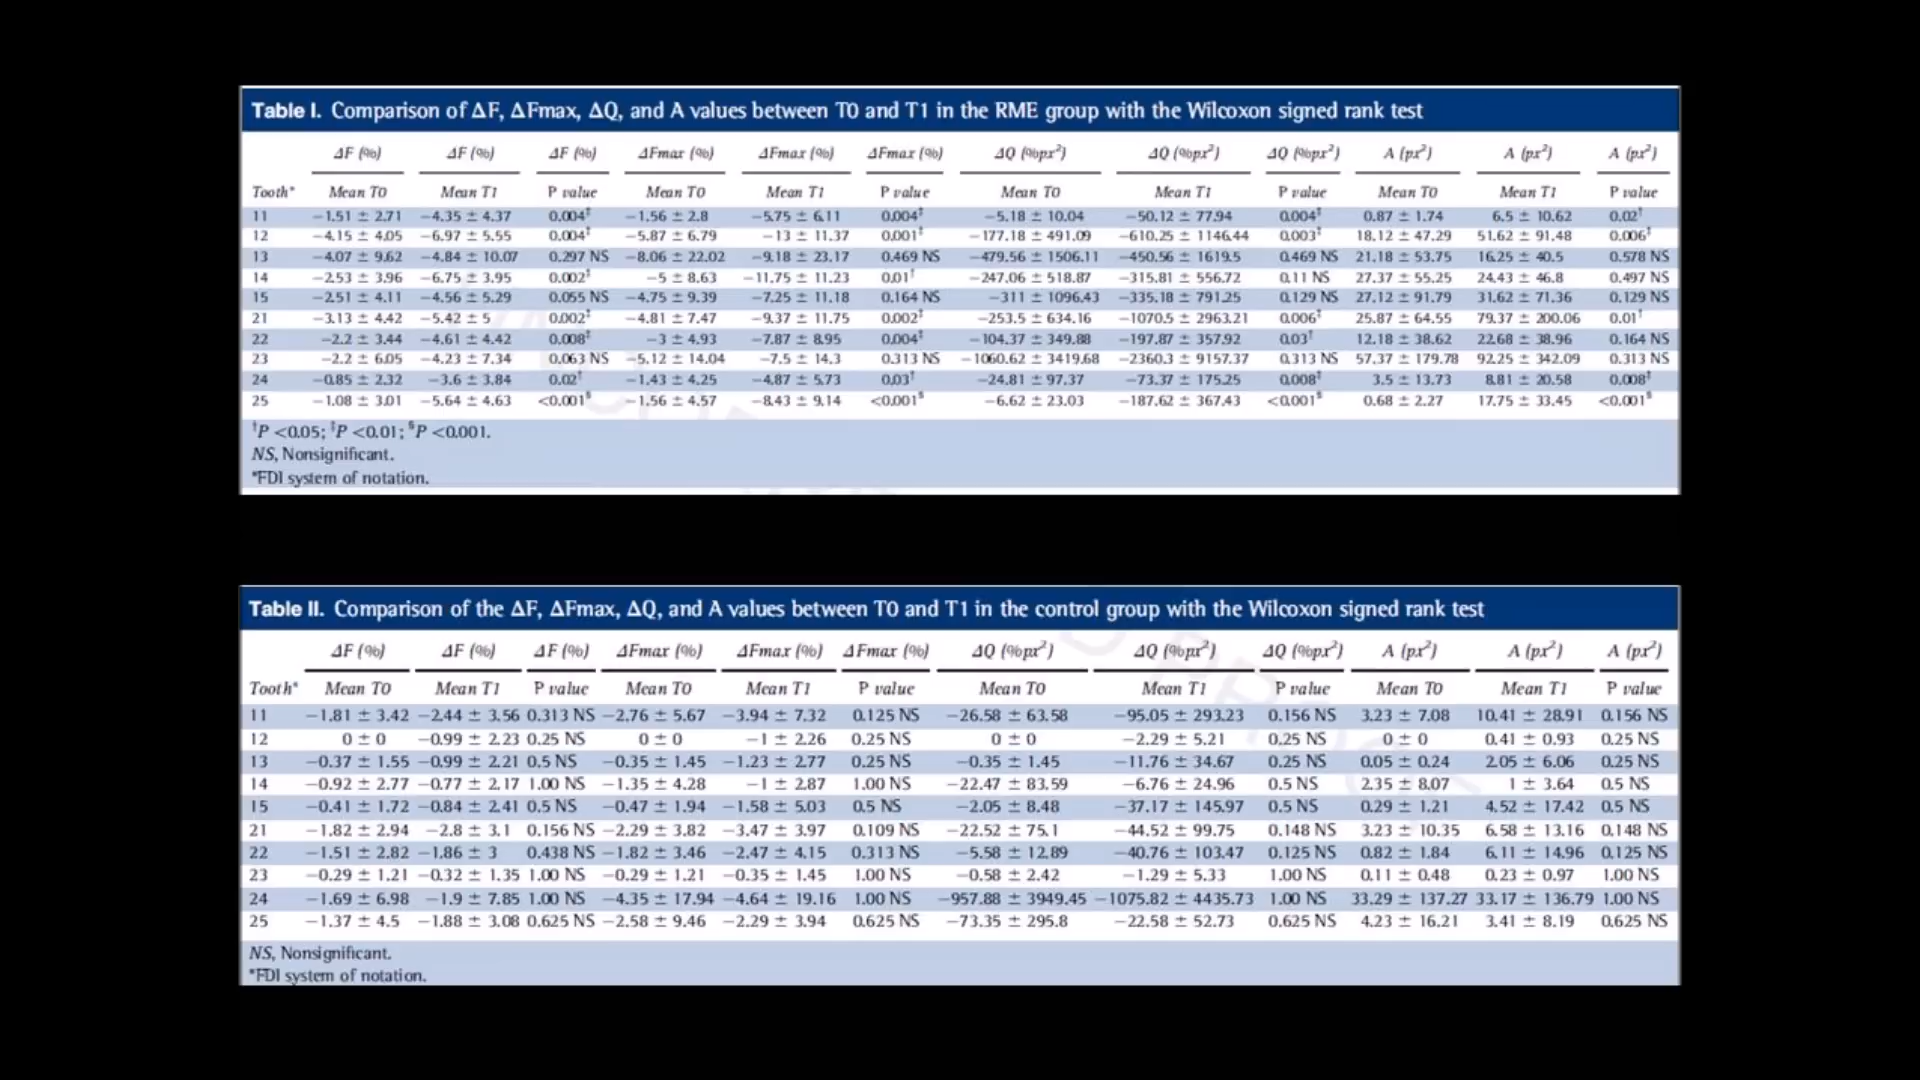 Table I. Comparison of ΔF, ΔFmax, ΔQ, and A values between T0 and T1 in the RME group with the Wilcoxon signed rank test
ΔF (%) ΔF (%) ΔF (%) ΔFmax (%) ΔFmax (%) ΔFmax (%) ΔQ (%px²) ΔQ (%px²) ΔQ (%px²) A (px²) A (px²) A (px²)
Tooth* Mean T0 Mean T1 P value Mean T0 Mean T1 P value Mean T0 Mean T1 P value Mean T0 Mean T1 P value
11 −1.51 ± 2.71 −4.35 ± 4.37 0.004‡ −1.56 ± 2.8 −5.75 ± 6.11 0.004‡ −5.18 ± 10.04 −50.12 ± 77.94 0.004‡ 0.87 ± 1.74 6.5 ± 10.62 0.02†
12 −4.15 ± 4.05 −6.97 ± 5.55 0.004‡ −5.87 ± 6.79 −13 ± 11.37 0.001‡ −177.18 ± 491.09 −610.25 ± 1146.44 0.003‡ 18.12 ± 47.29 51.62 ± 91.48 0.006‡
13 −4.07 ± 9.62 −4.84 ± 10.07 0.297 NS −8.06 ± 22.02 −9.18 ± 23.17 0.469 NS −479.56 ± 1506.11 −450.56 ± 1619.5 0.469 NS 21.18 ± 53.75 16.25 ± 40.5 0.578 NS
14 −2.53 ± 3.96 −6.75 ± 3.95 0.002‡ −5 ± 8.63 −11.75 ± 11.23 0.01† −247.06 ± 518.87 −315.81 ± 556.72 0.11 NS 27.37 ± 55.25 24.43 ± 46.8 0.497 NS
15 −2.51 ± 4.11 −4.56 ± 5.29 0.055 NS −4.75 ± 9.39 −7.25 ± 11.18 0.164 NS −311 ± 1096.43 −335.18 ± 791.25 0.129 NS 27.12 ± 91.79 31.62 ± 71.36 0.129 NS
21 −3.13 ± 4.42 −5.42 ± 5 0.002‡ −4.81 ± 7.47 −9.37 ± 11.75 0.002‡ −253.5 ± 634.16 −1070.5 ± 2963.21 0.006‡ 25.87 ± 64.55 79.37 ± 200.06 0.01†
22 −2.2 ± 3.44 −4.61 ± 4.42 0.008‡ −3 ± 4.93 −7.87 ± 8.95 0.004‡ −104.37 ± 349.88 −197.87 ± 357.92 0.03† 12.18 ± 38.62 22.68 ± 38.96 0.164 NS
23 −2.2 ± 6.05 −4.23 ± 7.34 0.063 NS −5.12 ± 14.04 −7.5 ± 14.3 0.313 NS −1060.62 ± 3419.68 −2360.3 ± 9157.37 0.313 NS 57.37 ± 179.78 92.25 ± 342.09 0.313 NS
24 −0.85 ± 2.32 −3.6 ± 3.84 0.02† −1.43 ± 4.25 −4.87 ± 5.73 0.03† −24.81 ± 97.37 −73.37 ± 175.25 0.008‡ 3.5 ± 13.73 8.81 ± 20.58 0.008‡
25 −1.08 ± 3.01 −5.64 ± 4.63 <0.001§ −1.56 ± 4.57 −8.43 ± 9.14 <0.001§ −6.62 ± 23.03 −187.62 ± 367.43 <0.001§ 0.68 ± 2.27 17.75 ± 33.45 <0.001§
†P <0.05; ‡P <0.01; §P <0.001.
NS, Nonsignificant.
*FDI system of notation.
Table II. Comparison of the ΔF, ΔFmax, ΔQ, and A values between T0 and T1 in the control group with the Wilcoxon signed rank test
ΔF (%) ΔF (%) ΔF (%) ΔFmax (%) ΔFmax (%) ΔFmax (%) ΔQ (%px²) ΔQ (%px²) ΔQ (%px²) A (px²) A (px²) A (px²)
Tooth* Mean T0 Mean T1 P value Mean T0 Mean T1 P value Mean T0 Mean T1 P value Mean T0 Mean T1 P value
11 −1.81 ± 3.42 −2.44 ± 3.56 0.313 NS −2.76 ± 5.67 −3.94 ± 7.32 0.125 NS −26.58 ± 63.58 −95.05 ± 293.23 0.156 NS 3.23 ± 7.08 10.41 ± 28.91 0.156 NS
12 0 ± 0 −0.99 ± 2.23 0.25 NS 0 ± 0 −1 ± 2.26 0.25 NS 0 ± 0 −2.29 ± 5.21 0.25 NS 0 ± 0 0.41 ± 0.93 0.25 NS
13 −0.37 ± 1.55 −0.99 ± 2.21 0.5 NS −0.35 ± 1.45 −1.23 ± 2.77 0.25 NS −0.35 ± 1.45 −11.76 ± 34.67 0.25 NS 0.05 ± 0.24 2.05 ± 6.06 0.25 NS
14 −0.92 ± 2.77 −0.77 ± 2.17 1.00 NS −1.35 ± 4.28 −1 ± 2.87 1.00 NS −22.47 ± 83.59 −6.76 ± 24.96 0.5 NS 2.35 ± 8.07 1 ± 3.64 0.5 NS
15 −0.41 ± 1.72 −0.84 ± 2.41 0.5 NS −0.47 ± 1.94 −1.58 ± 5.03 0.5 NS −2.05 ± 8.48 −37.17 ± 145.97 0.5 NS 0.29 ± 1.21 4.52 ± 17.42 0.5 NS
21 −1.82 ± 2.94 −2.8 ± 3.1 0.156 NS −2.29 ± 3.82 −3.47 ± 3.97 0.109 NS −22.52 ± 75.1 −44.52 ± 99.75 0.148 NS 3.23 ± 10.35 6.58 ± 13.16 0.148 NS
22 −1.51 ± 2.82 −1.86 ± 3 0.438 NS −1.82 ± 3.46 −2.47 ± 4.15 0.313 NS −5.58 ± 12.89 −40.76 ± 103.47 0.125 NS 0.82 ± 1.84 6.11 ± 14.96 0.125 NS
23 −0.29 ± 1.21 −0.32 ± 1.35 1.00 NS −0.29 ± 1.21 −0.35 ± 1.45 1.00 NS −0.58 ± 2.42 −1.29 ± 5.33 1.00 NS 0.11 ± 0.48 0.23 ± 0.97 1.00 NS
24 −1.69 ± 6.98 −1.9 ± 7.85 1.00 NS −4.35 ± 17.94 −4.64 ± 19.16 1.00 NS −957.88 ± 3949.45 −1075.82 ± 4435.73 1.00 NS 33.29 ± 137.27 33.17 ± 136.79 1.00 NS
25 −1.37 ± 4.5 −1.88 ± 3.08 0.625 NS −2.58 ± 9.46 −2.29 ± 3.94 0.625 NS −73.35 ± 295.8 −22.58 ± 52.73 0.625 NS 4.23 ± 16.21 3.41 ± 8.19 0.625 NS
NS, Nonsignificant.
*FDI system of notation.